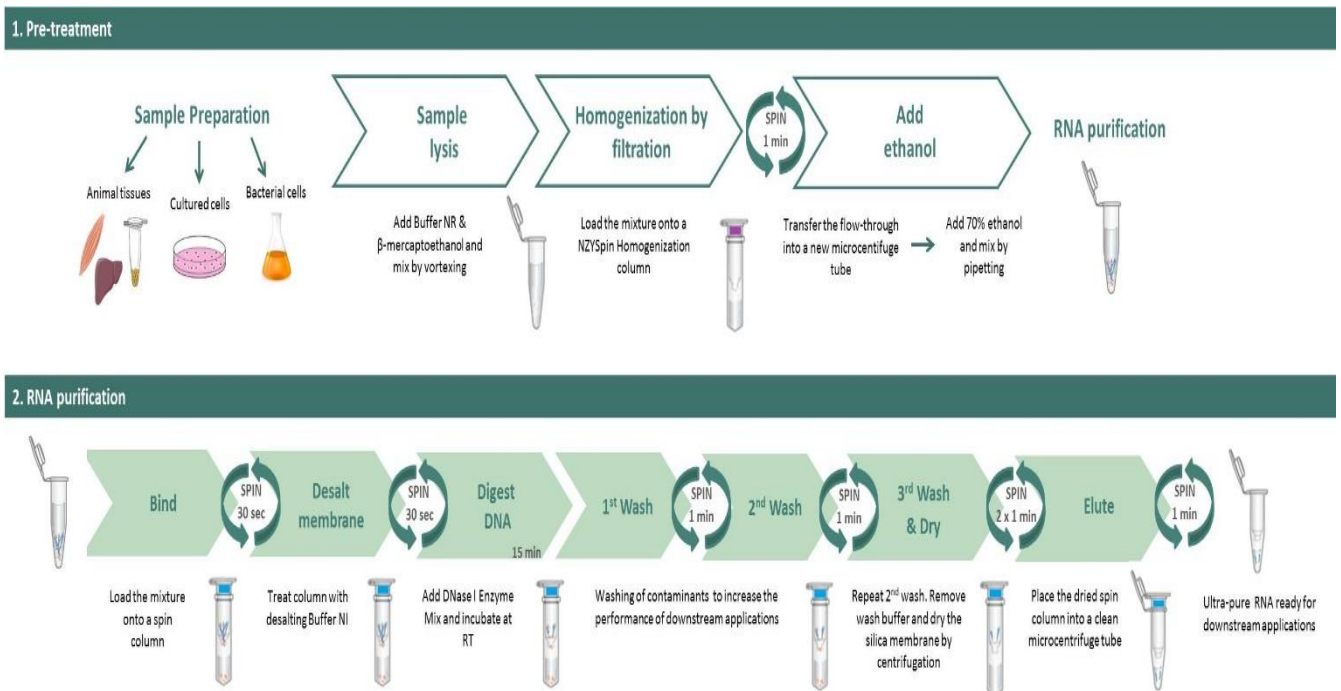 1. Pre-treatment
Sample Preparation
Animal tissues
Cultured cells
Bacterial cells
Sample
lysis
Add Buffer NR &
β-mercaptoethanol and
mix by vortexing
Homogenization by
filtration
Load the mixture onto a
NZYSpin Homogenization
column
SPIN
1 min
Add
ethanol
Transfer the flow-through
into a new microcentifuge
tube
Add 70% ethanol
and mix by
pipetting
RNA purification
2. RNA purification
Bind
Load the mixture
onto a spin
column
SPIN
30 sec
Desalt
membrane
Treat column with
desalting Buffer NI
SPIN
30 sec
Digest
DNA
15 min
Add DNase I Enzyme
Mix and incubate at
RT
1st Wash
SPIN
1 min
2nd Wash
Washing of contaminants to increase the
performance of downstream applications
SPIN
1 min
3rd Wash
& Dry
Repeat 2nd wash. Remove
wash buffer and dry the
silica membrane by
centrifugation
SPIN
2 x 1 min
Elute
Place the dried spin
column into a clean
microcentrifuge tube
SPIN
1 min
Ultra-pure RNA ready for
downstream applications